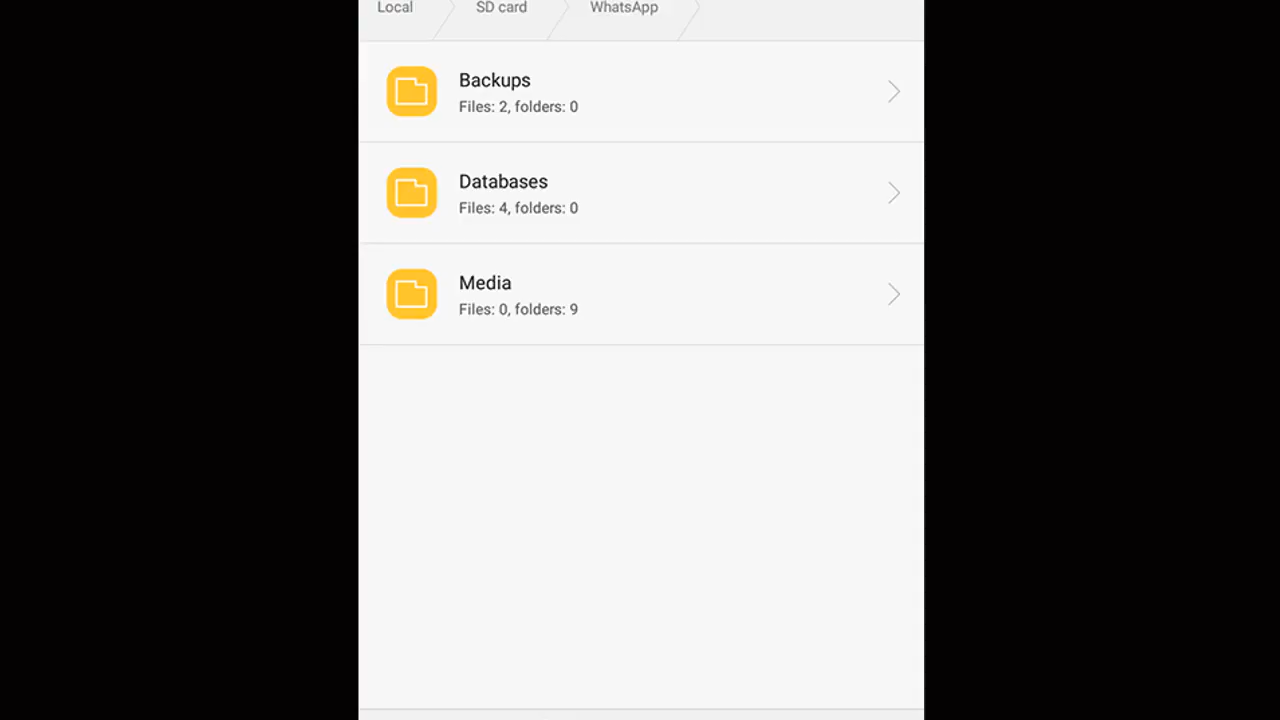 Local SD card WhatsApp
Backups
Files: 2, folders: 0
Databases
Files: 4, folders: 0
Media
Files: 0, folders: 9